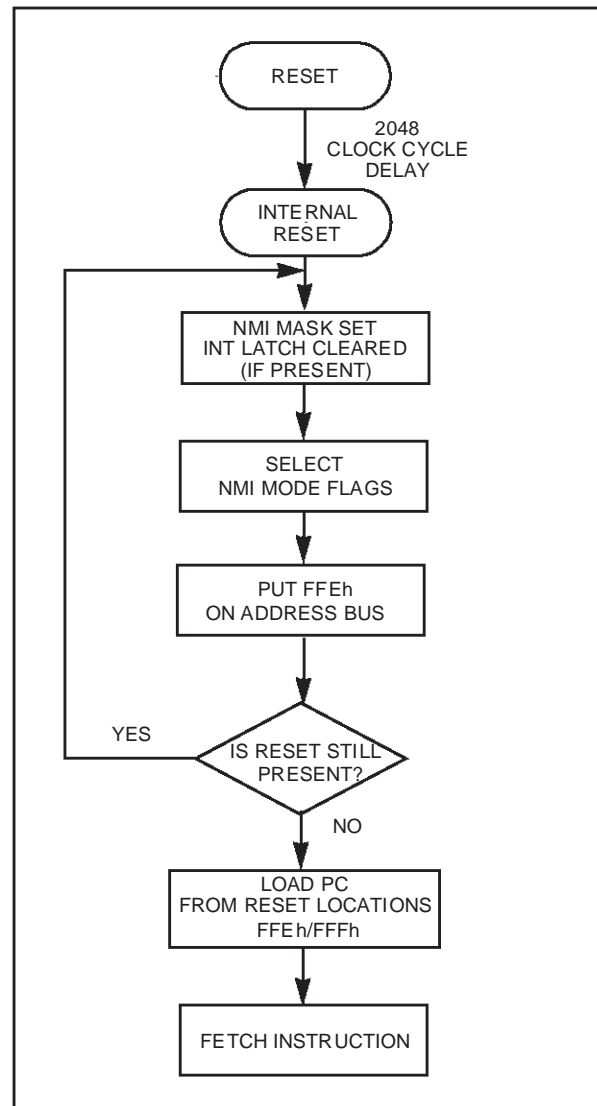 RESET
2048
CLOCK CYCLE
DELAY
INTERNAL
RESET
NMI MASK SET
INT LATCH CLEARED
(IF PRESENT)
SELECT
NMI MODE FLAGS
PUT FFEh
ON ADDRESS BUS
YES
IS RESET STILL
PRESENT?
NO
LOAD PC
FROM RESET LOCATIONS
FFEh/FFFh
FETCH INSTRUCTION